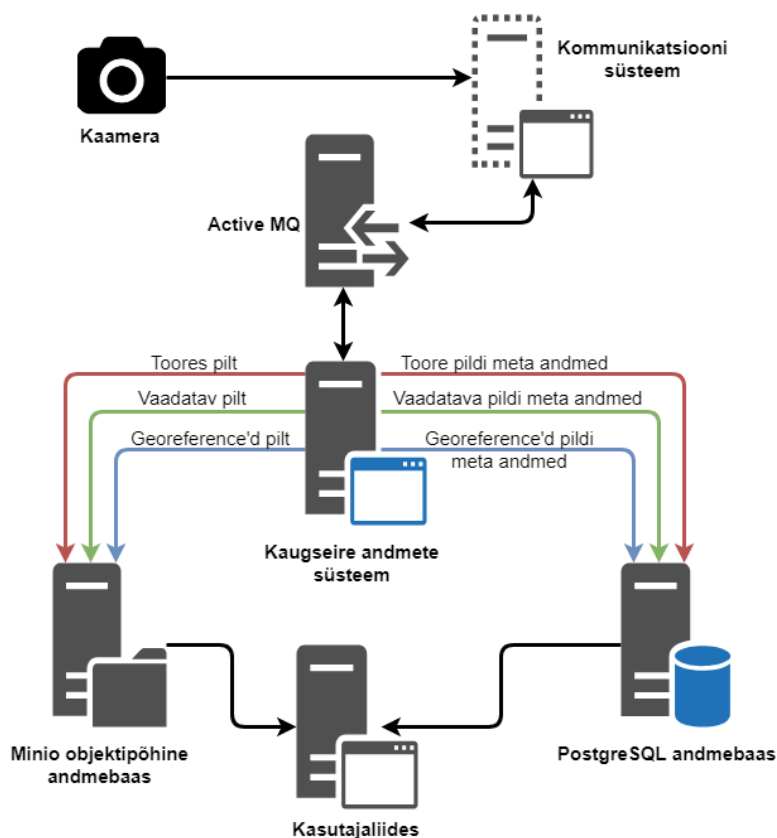 Kommunikatsiooni
süsteem
Kaamera
Active MQ
Toores pilt
Toore pildi meta andmed
Vaadatav pilt
Vaadatava pildi meta andmed
Georeference'd pilt
Georeference'd pildi
meta andmed
Kaugseire andmete
süsteem
Minio objektipõhine
andmebaas
PostgreSQL andmebaas
Kasutajaliides